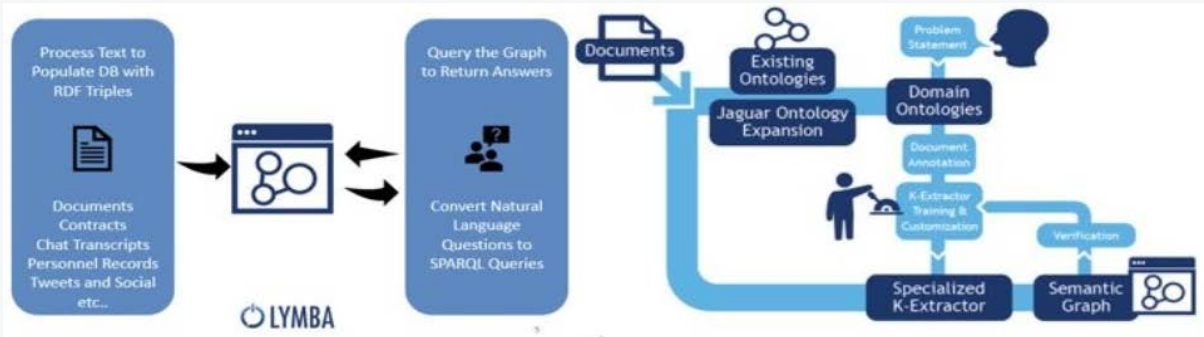 Process Text to
Populate DB with
RDF Triples
Documents
Contracts
Chat Transcripts
Personnel Records
Tweets and Social
etc..
LYMBA
Query the Graph
to Return Answers
?
Convert Natural
Language
Questions to
SPARQL Queries
5
Documents
Existing
Ontologies
Jaguar Ontology
Expansion
Problem
Statement
Domain
Ontologies
Document
Annotation
K-Extractor
Training &
Customization
Verification
Specialized
K-Extractor
Semantic
Graph